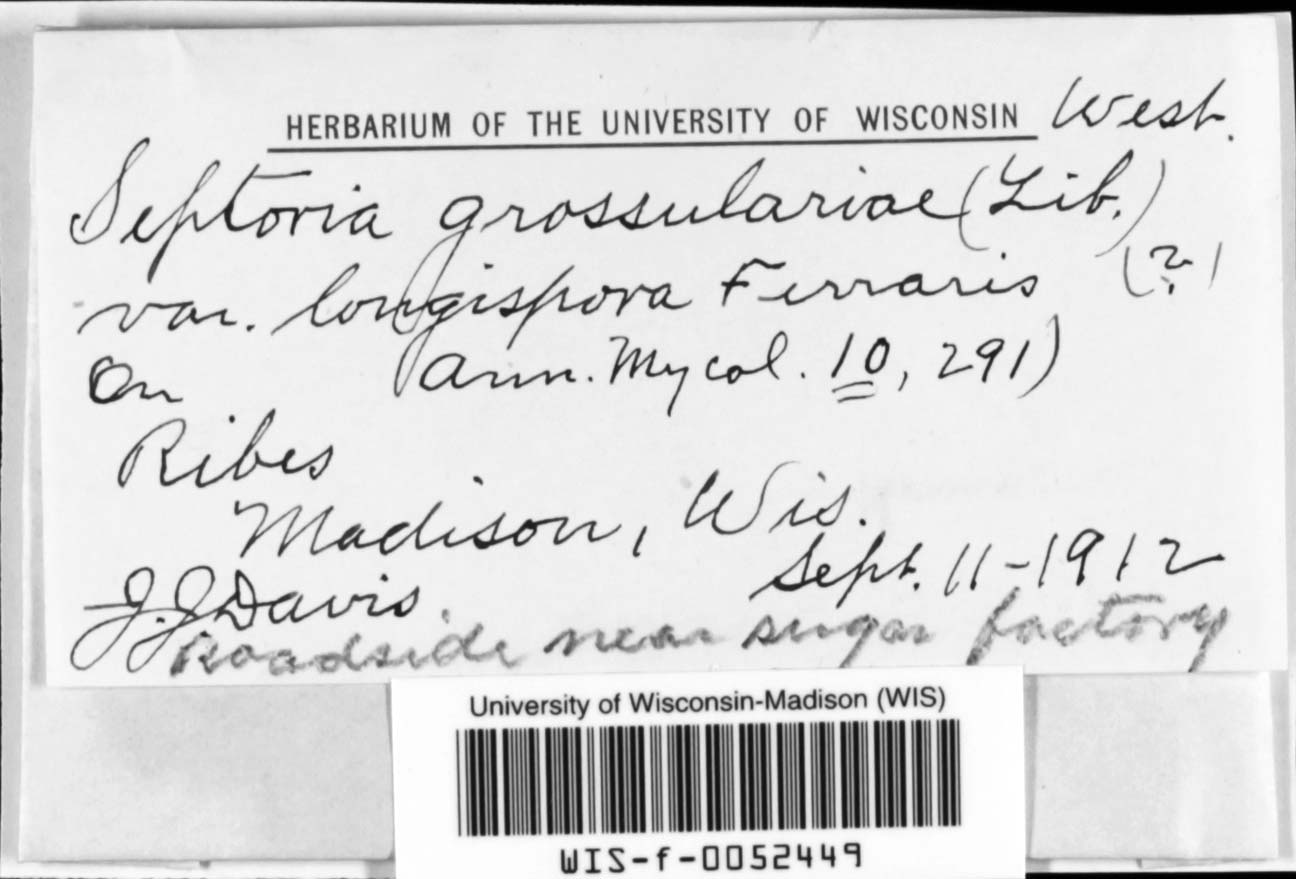 HERBARIUM OF THE UNIVERSITY OF WISCONSIN
Septoria grossulariae (Lib.) West.
var. longispora Ferraris (?)
On (Ann. Mycol. 10, 291)
Ribes
Madison, Wis.
J. J. Davis. Sept. 11-1912
Roadside near sugar factory
University of Wisconsin-Madison (WIS)
WIS-f-0052449